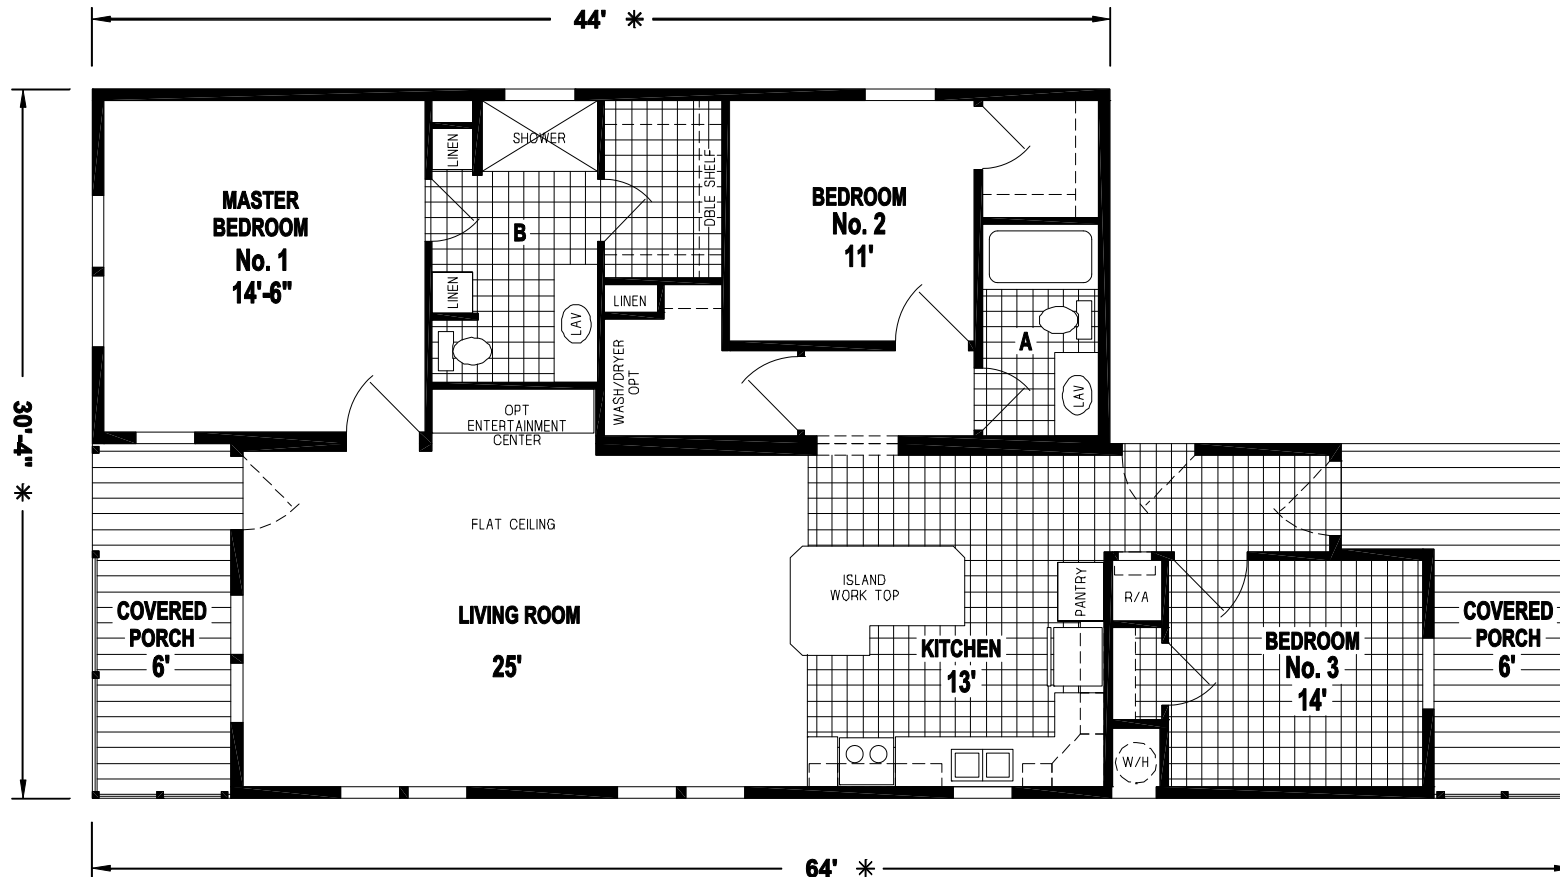 44' ✳
MASTER
BEDROOM
No. 1
14'-6"
LINEN
SHOWER
B
LINEN
LAV
DBLE SHELF
LINEN
WASH/DRYER
OPT
BEDROOM
No. 2
11'
A
LAV
30'-4" ✳
OPT
ENTERTAINMENT
CENTER
FLAT CEILING
COVERED
PORCH
6'
LIVING ROOM
25'
ISLAND
WORK TOP
KITCHEN
13'
PANTRY
R/A
W/H
BEDROOM
No. 3
14'
COVERED
PORCH
6'
64' ✳